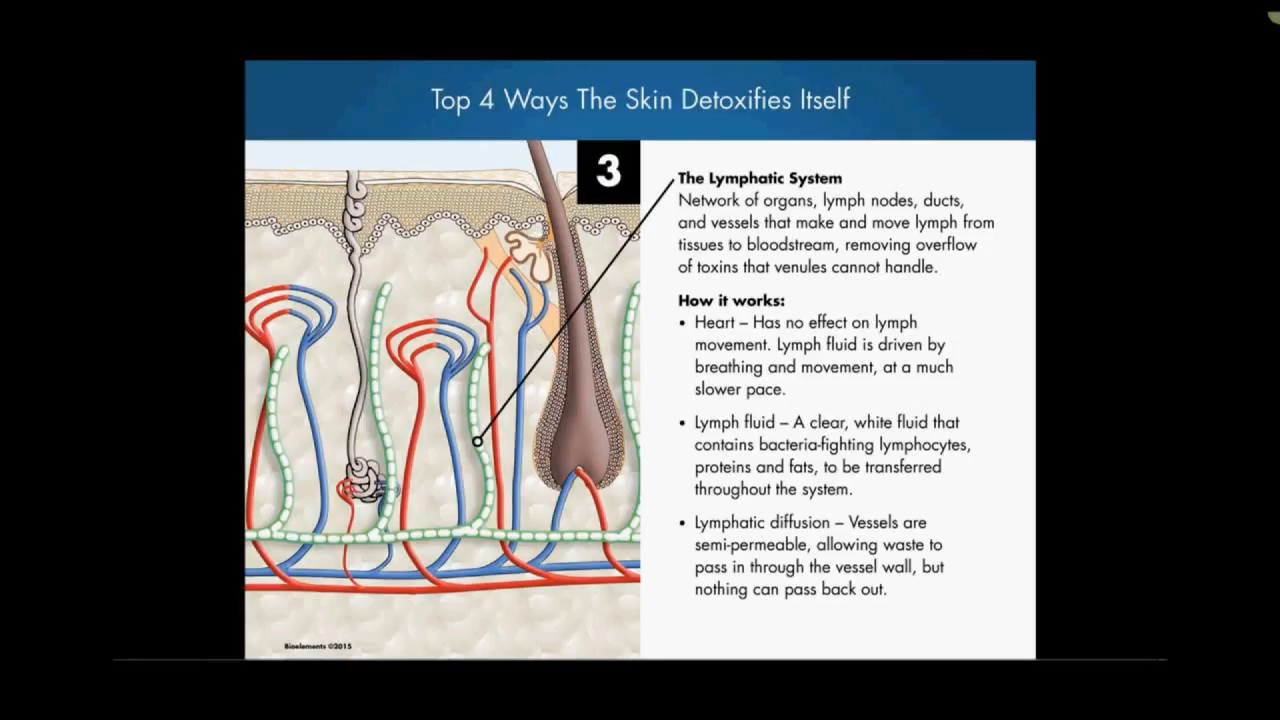 Top 4 Ways The Skin Detoxifies Itself
3
The Lymphatic System
Network of organs, lymph nodes, ducts,
and vessels that make and move lymph from
tissues to bloodstream, removing overflow
of toxins that venules cannot handle.
How it works:
• Heart – Has no effect on lymph
movement. Lymph fluid is driven by
breathing and movement, at a much
slower pace.
• Lymph fluid – A clear, white fluid that
contains bacteria-fighting lymphocytes,
proteins and fats, to be transferred
throughout the system.
• Lymphatic diffusion – Vessels are
semi-permeable, allowing waste to
pass in through the vessel wall, but
nothing can pass back out.
Bioelements ©2015